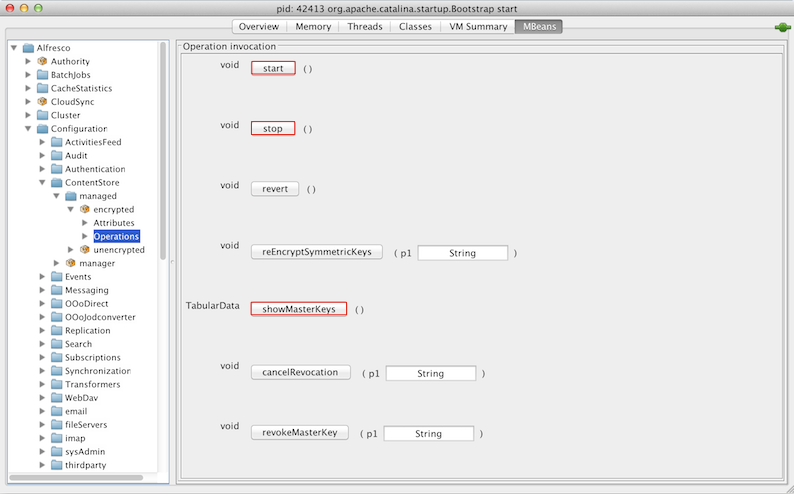 pid: 42413 org.apache.catalina.startup.Bootstrap start
Overview Memory Threads Classes VM Summary MBeans
Alfresco
Authority
BatchJobs
CacheStatistics
CloudSync
Cluster
Configuration
ActivitiesFeed
Audit
Authentication
ContentStore
managed
encrypted
Attributes
Operations
unencrypted
manager
Events
Messaging
OOoDirect
OOoJodconverter
Replication
Search
Subscriptions
Synchronization
Transformers
WebDav
email
fileServers
imap
sysAdmin
thirdparty
Operation invocation
void start ( )
void stop ( )
void revert ( )
void reEncryptSymmetricKeys ( p1 String )
TabularData showMasterKeys ( )
void cancelRevocation ( p1 String )
void revokeMasterKey ( p1 String )